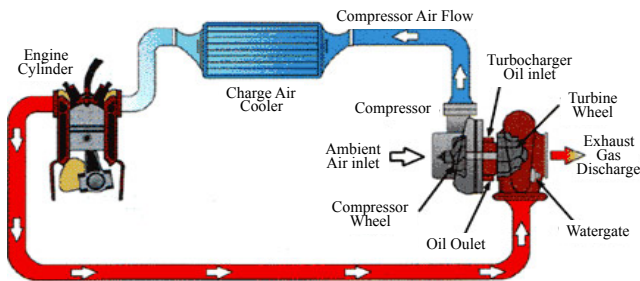 Compressor Air Flow
Engine
Cylinder
Charge Air
Cooler
Turbocharger
Oil inlet
Compressor
Turbine
Wheel
Ambient
Air inlet
Exhaust
Gas
Discharge
Compressor
Wheel
Oil Oulet
Watergate